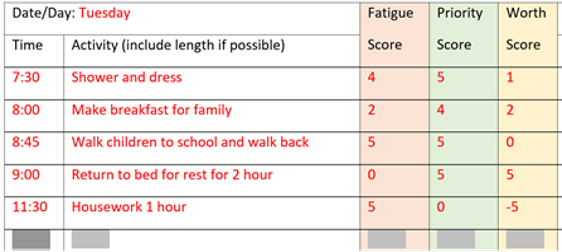 Date/Day: Tuesday Fatigue Priority Worth
Time Activity (include length if possible) Score Score Score
7:30 Shower and dress 4 5 1
8:00 Make breakfast for family 2 4 2
8:45 Walk children to school and walk back 5 5 0
9:00 Return to bed for rest for 2 hour 0 5 5
11:30 Housework 1 hour 5 0 -5